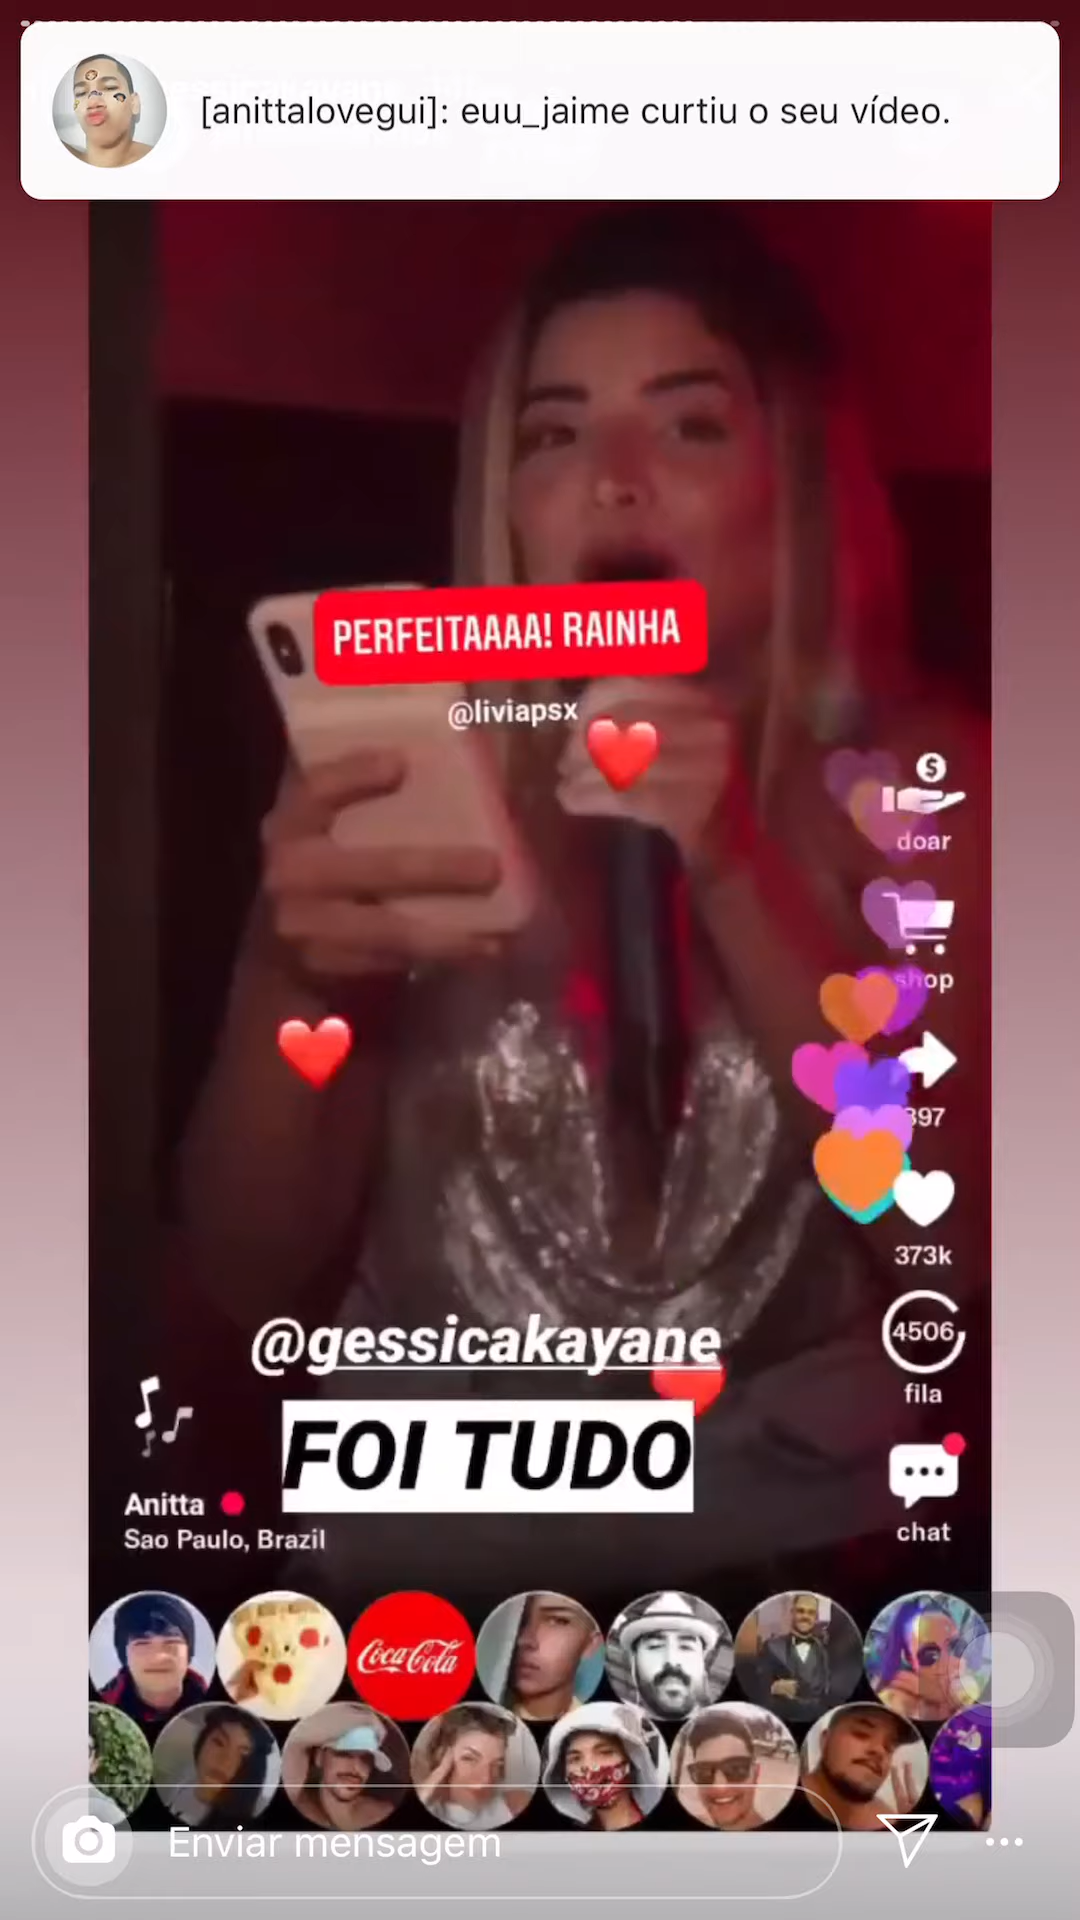 [anittalovegui]: euu_jaime curtiu o seu vídeo.
PERFEITAAAA! RAINHA
@liviapsx
doar
shop
397
373k
4506
fila
chat
@gessicakayane
FOI TUDO
Anitta
Sao Paulo, Brazil
Coca-Cola
Enviar mensagem